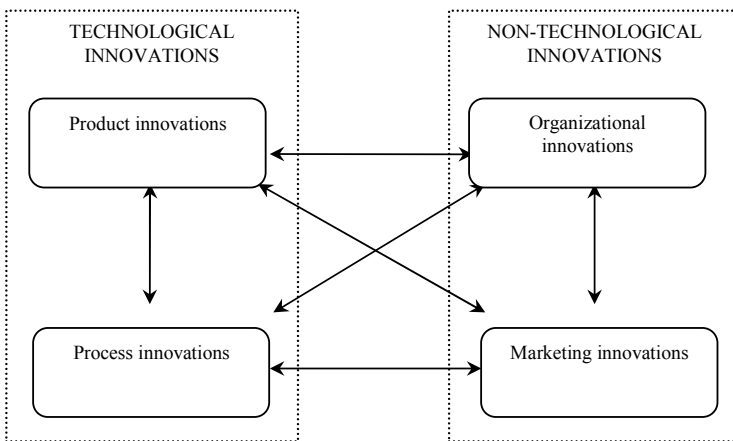 TECHNOLOGICAL
INNOVATIONS
NON-TECHNOLOGICAL
INNOVATIONS
Product innovations
Organizational
innovations
Process innovations
Marketing innovations